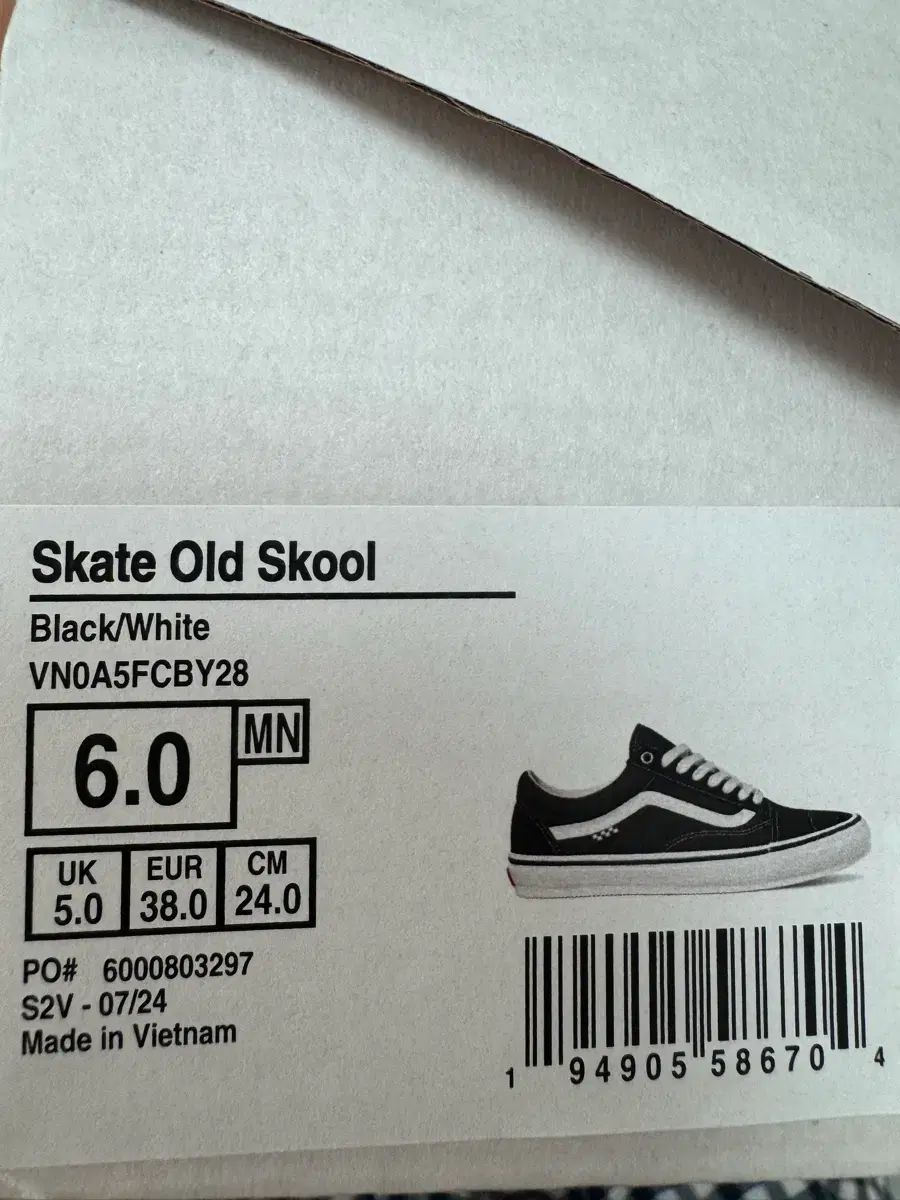 Skate Old Skool
Black/White
VN0A5FCBY28
6.0 MN
UK EUR CM
5.0 38.0 24.0
PO# 6000803297
S2V - 07/24
Made in Vietnam
1 94905 58670 4